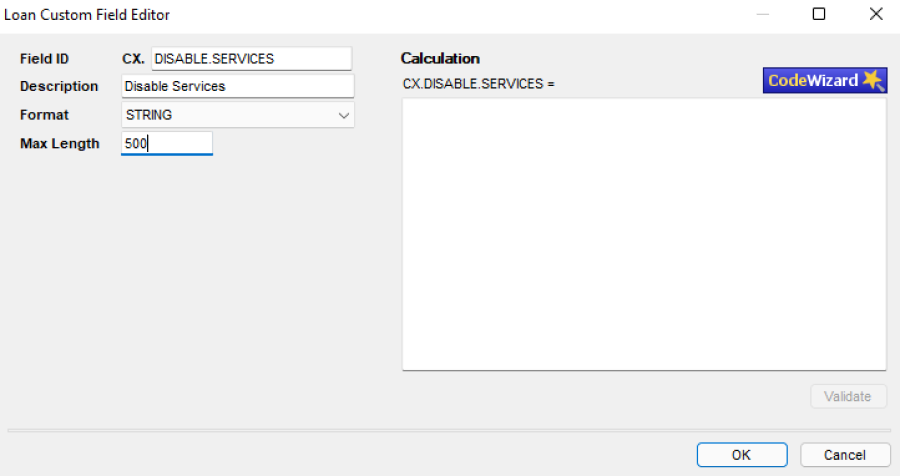 Loan Custom Field Editor
Field ID CX. DISABLE.SERVICES
Description Disable Services
Format STRING
Max Length 500
Calculation
CX.DISABLE.SERVICES =
CodeWizard
Validate
OK Cancel